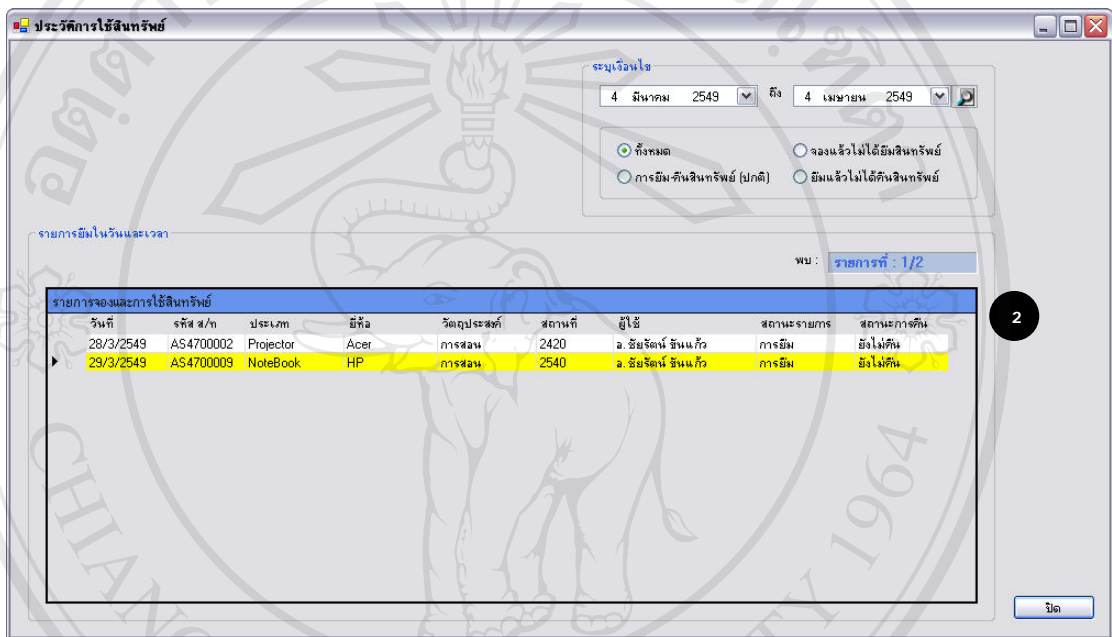 ประวัติการใช้สินทรัพย์
ระบุเงื่อนไข
4 มีนาคม 2549 ถึง 4 เมษายน 2549
ทั้งหมด จองแล้วไม่ได้ยืมสินทรัพย์
การยืม-คืนสินทรัพย์ (ปกติ) ยืมแล้วไม่ได้คืนสินทรัพย์
รายการยืมในวันและเวลา
พบ : รายการที่ : 1/2
รายการจองและการใช้สินทรัพย์
วันที่ รหัส ส/ท ประเภท ยี่ห้อ วัตถุประสงค์ สถานที่ ผู้ใช้ สถานะรายการ สถานะการคืน
28/3/2549 AS4700002 Projector Acer การสอน 2420 อ. ชัยรัตน์ ขันแก้ว การยืม ยังไม่คืน
29/3/2549 AS4700009 NoteBook HP การสอน 2540 อ. ชัยรัตน์ ขันแก้ว การยืม ยังไม่คืน
2
ปิด
CHIANG
TY 1964